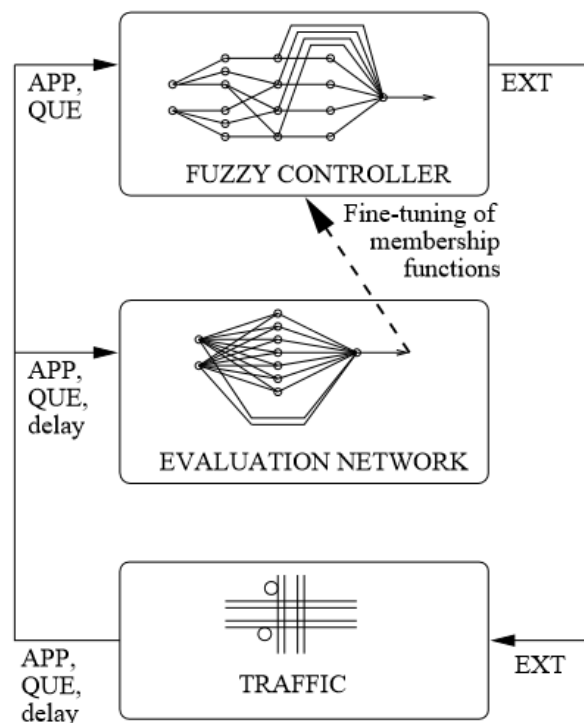 APP,
QUE
EXT
FUZZY CONTROLLER
Fine-tuning of
membership
functions
APP,
QUE,
delay
EVALUATION NETWORK
APP,
QUE,
delay
TRAFFIC
EXT